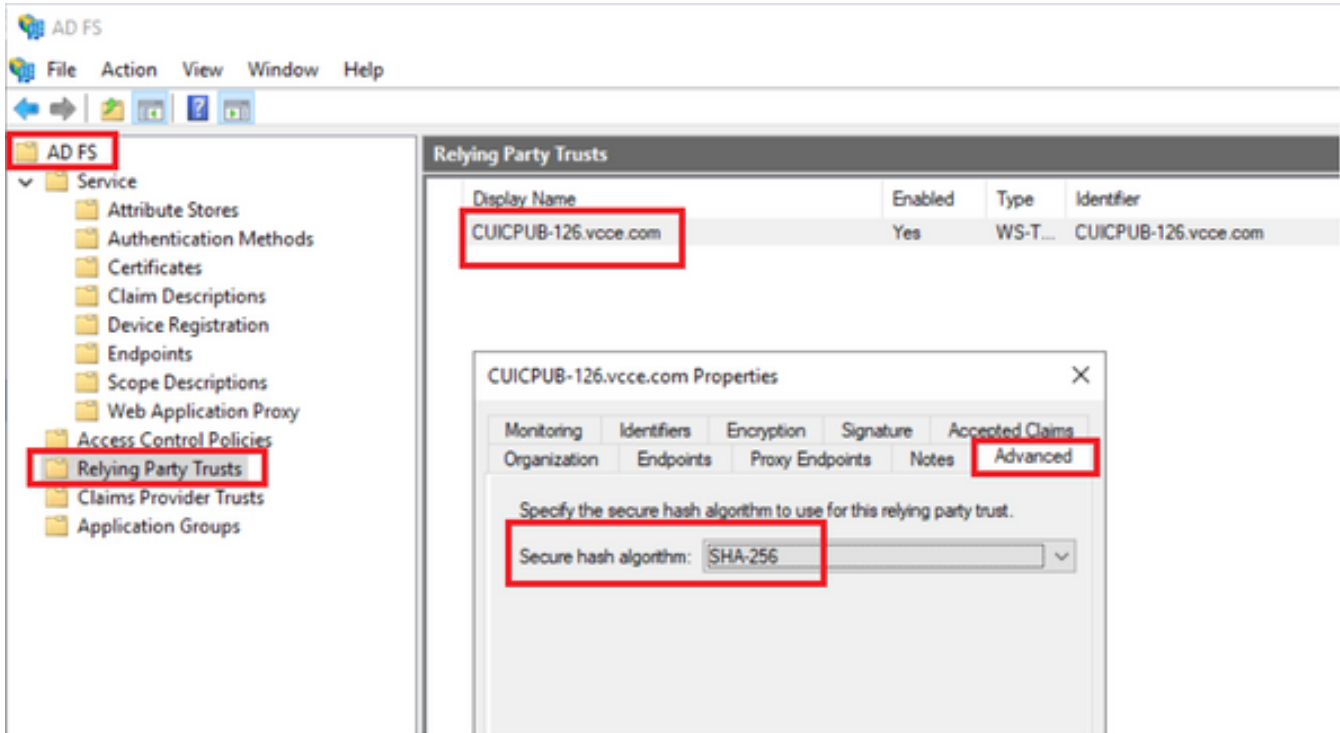 AD FS
File Action View Window Help
AD FS
Service
Attribute Stores
Authentication Methods
Certificates
Claim Descriptions
Device Registration
Endpoints
Scope Descriptions
Web Application Proxy
Access Control Policies
Relying Party Trusts
Claims Provider Trusts
Application Groups
Relying Party Trusts
Display Name Enabled Type Identifier
CUICPUB-126.vcce.com Yes WS-T... CUICPUB-126.vcce.com
CUICPUB-126.vcce.com Properties
Monitoring Identifiers Encryption Signature Accepted Claims
Organization Endpoints Proxy Endpoints Notes Advanced
Specify the secure hash algorithm to use for this relying party trust.
Secure hash algorithm: SHA-256